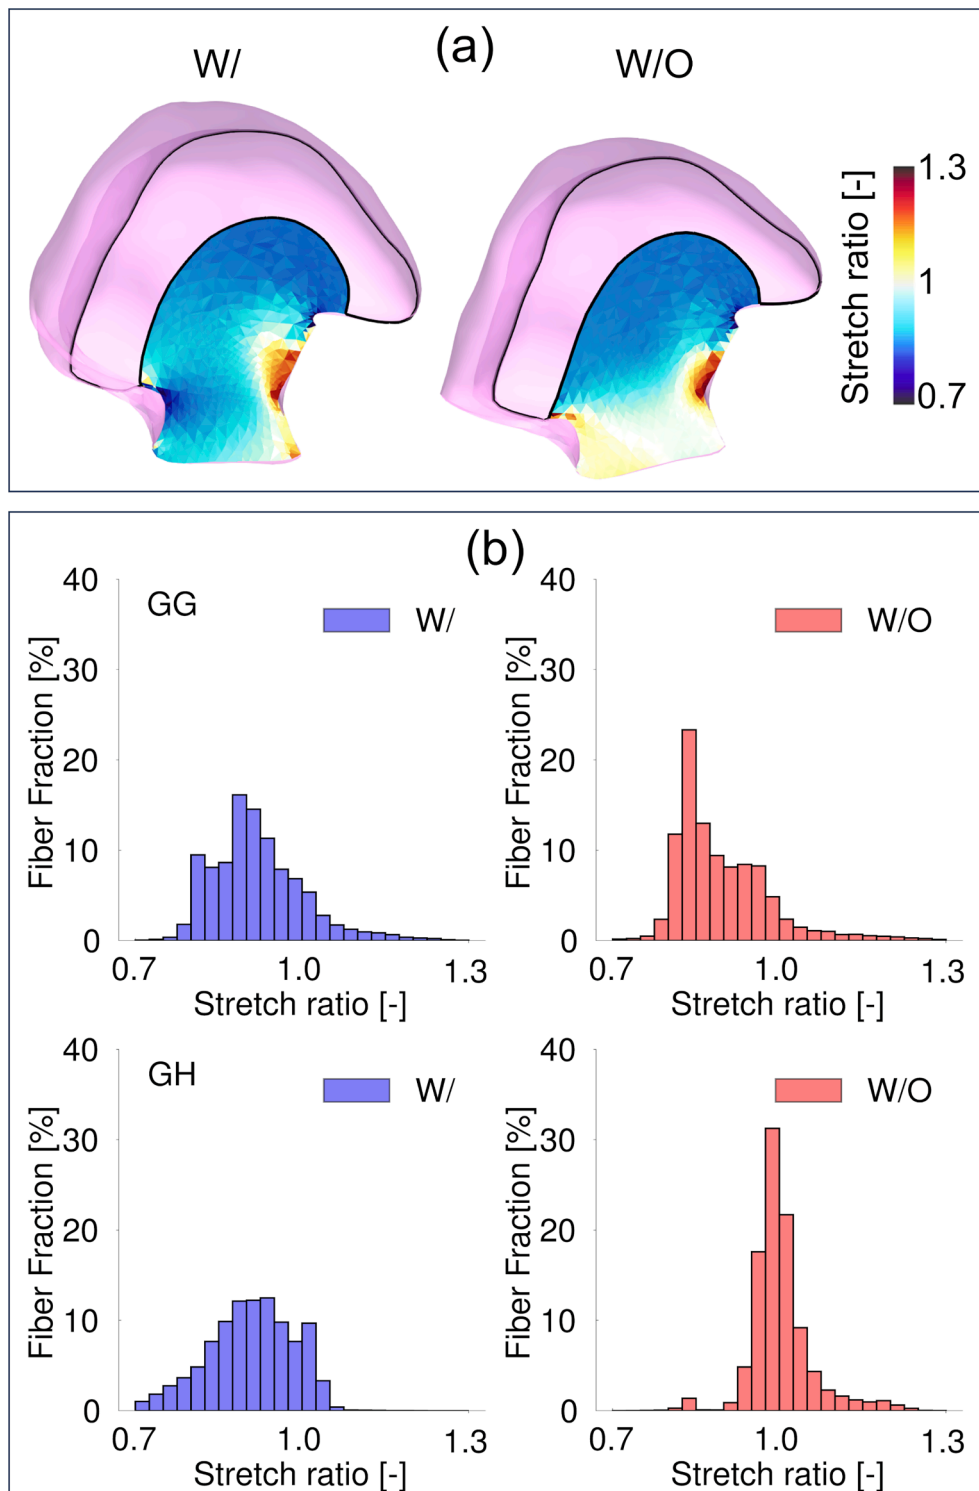 (a)
W/
W/O
Stretch ratio [-]
1.3
1
0.7
(b)
GG
W/
Fiber Fraction [%]
40
30
20
10
0
0.7
1.0
1.3
Stretch ratio [-]
W/O
Fiber Fraction [%]
40
30
20
10
0
0.7
1.0
1.3
Stretch ratio [-]
GH
W/
Fiber Fraction [%]
40
30
20
10
0
0.7
1.0
1.3
Stretch ratio [-]
W/O
Fiber Fraction [%]
40
30
20
10
0
0.7
1.0
1.3
Stretch ratio [-]